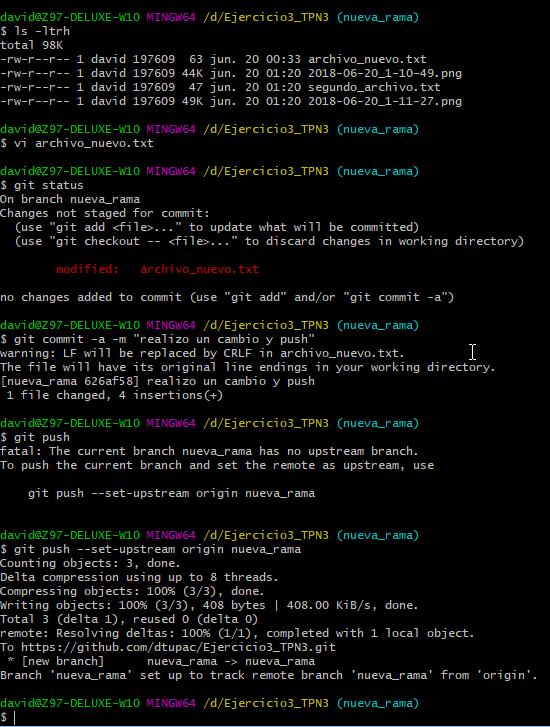 david@Z97-DELUXE-W10 MINGW64 /d/Ejercicio3_TPN3 (nueva_rama)
$ ls -ltrh
total 98K
-rw-r--r-- 1 david 197609  63 jun. 20 00:33 archivo_nuevo.txt
-rw-r--r-- 1 david 197609 44K jun. 20 01:20 2018-06-20_1-10-49.png
-rw-r--r-- 1 david 197609  47 jun. 20 01:20 segundo_archivo.txt
-rw-r--r-- 1 david 197609 49K jun. 20 01:20 2018-06-20_1-11-27.png
david@Z97-DELUXE-W10 MINGW64 /d/Ejercicio3_TPN3 (nueva_rama)
$ vi archivo_nuevo.txt
david@Z97-DELUXE-W10 MINGW64 /d/Ejercicio3_TPN3 (nueva_rama)
$ git status
On branch nueva_rama
Changes not staged for commit:
  (use "git add <file>..." to update what will be committed)
  (use "git checkout -- <file>..." to discard changes in working directory)
        modified:   archivo_nuevo.txt
no changes added to commit (use "git add" and/or "git commit -a")
david@Z97-DELUXE-W10 MINGW64 /d/Ejercicio3_TPN3 (nueva_rama)
$ git commit -a -m "realizo un cambio y push"
warning: LF will be replaced by CRLF in archivo_nuevo.txt.
The file will have its original line endings in your working directory.
[nueva_rama 626af58] realizo un cambio y push
 1 file changed, 4 insertions(+)
david@Z97-DELUXE-W10 MINGW64 /d/Ejercicio3_TPN3 (nueva_rama)
$ git push
fatal: The current branch nueva_rama has no upstream branch.
To push the current branch and set the remote as upstream, use
    git push --set-upstream origin nueva_rama
david@Z97-DELUXE-W10 MINGW64 /d/Ejercicio3_TPN3 (nueva_rama)
$ git push --set-upstream origin nueva_rama
Counting objects: 3, done.
Delta compression using up to 8 threads.
Compressing objects: 100% (3/3), done.
Writing objects: 100% (3/3), 408 bytes | 408.00 KiB/s, done.
Total 3 (delta 1), reused 0 (delta 0)
remote: Resolving deltas: 100% (1/1), completed with 1 local object.
To https://github.com/dtupac/Ejercicio3_TPN3.git
 * [new branch]      nueva_rama -> nueva_rama
Branch 'nueva_rama' set up to track remote branch 'nueva_rama' from 'origin'.
david@Z97-DELUXE-W10 MINGW64 /d/Ejercicio3_TPN3 (nueva_rama)
$